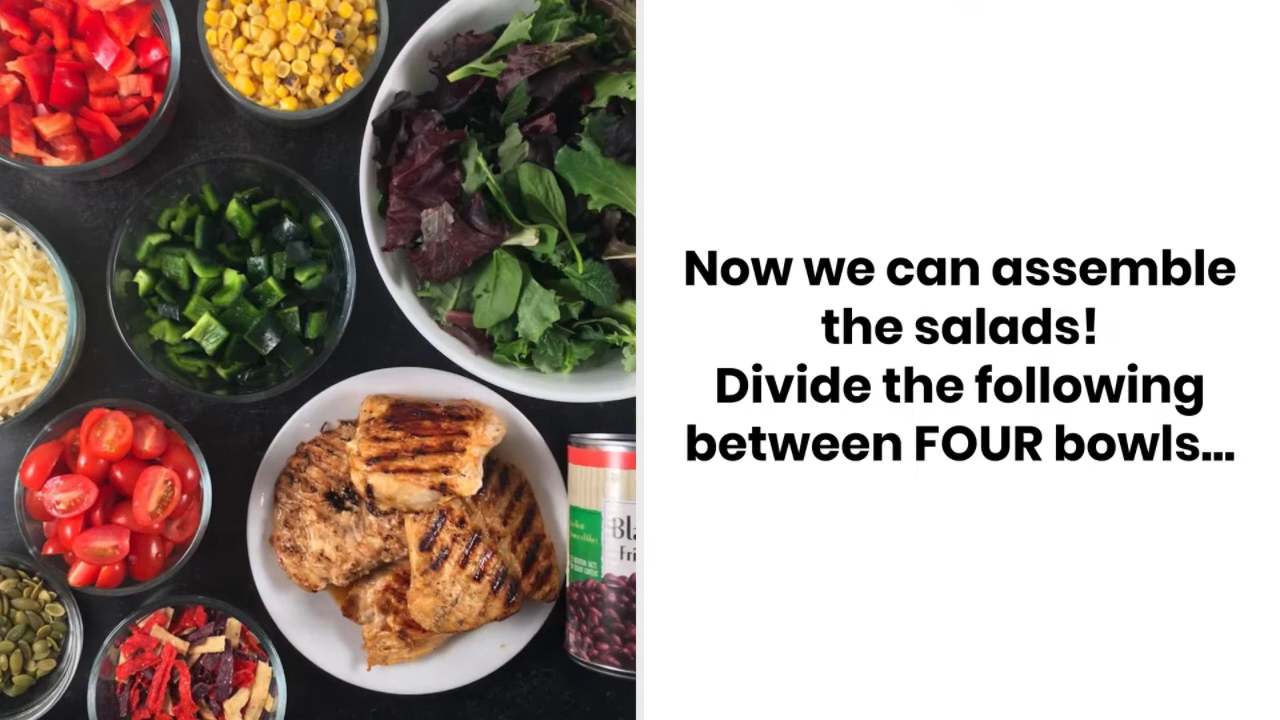 Now we can assemble
the salads!
Divide the following
between FOUR bowls...